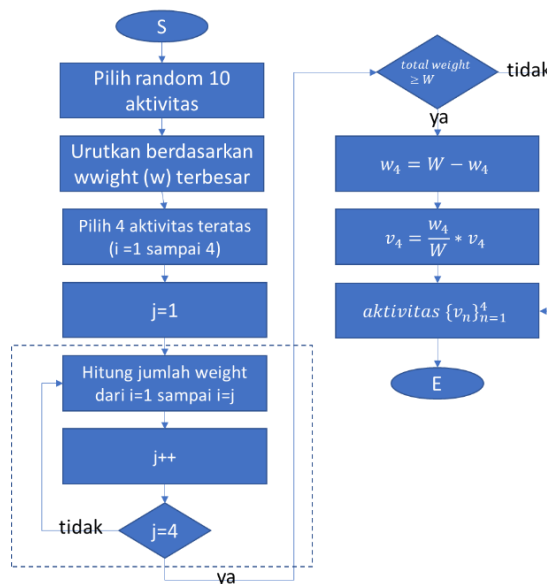 S
Pilih random 10
aktivitas
Urutkan berdasarkan
wwight (w) terbesar
Pilih 4 aktivitas teratas
(i =1 sampai 4)
j=1
Hitung jumlah weight
dari i=1 sampai i=j
j++
j=4
tidak
ya
total weight
≥ W
tidak
ya
w₄ = W − w₄
v₄ = w₄/W * v₄
aktivitas {vₙ}⁴ₙ₌₁
E